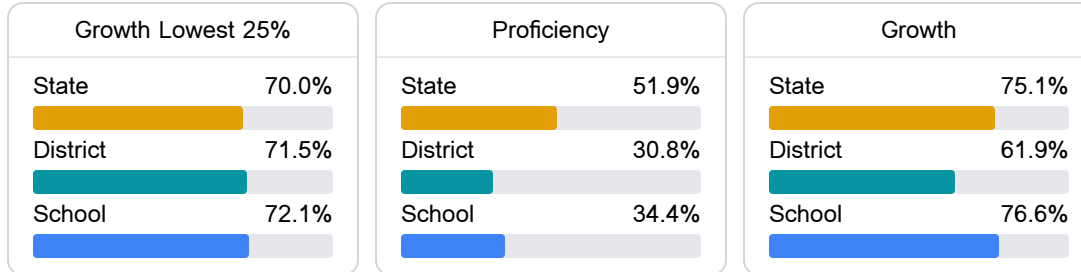 Growth Lowest 25%
State 70.0%
District 71.5%
School 72.1%
Proficiency
State 51.9%
District 30.8%
School 34.4%
Growth
State 75.1%
District 61.9%
School 76.6%